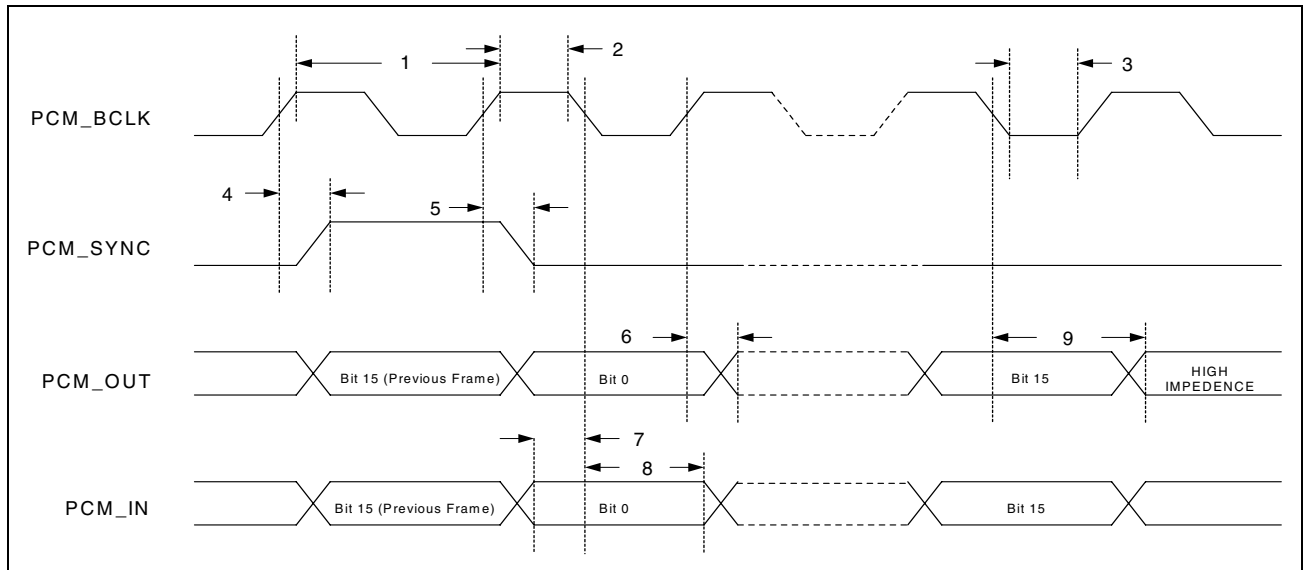 1
2
3
PCM_BCLK
4
5
PCM_SYNC
6
9
PCM_OUT
Bit 15 (Previous Frame)
Bit 0
Bit 15
HIGH
IMPEDENCE
7
8
PCM_IN
Bit 15 (Previous Frame)
Bit 0
Bit 15